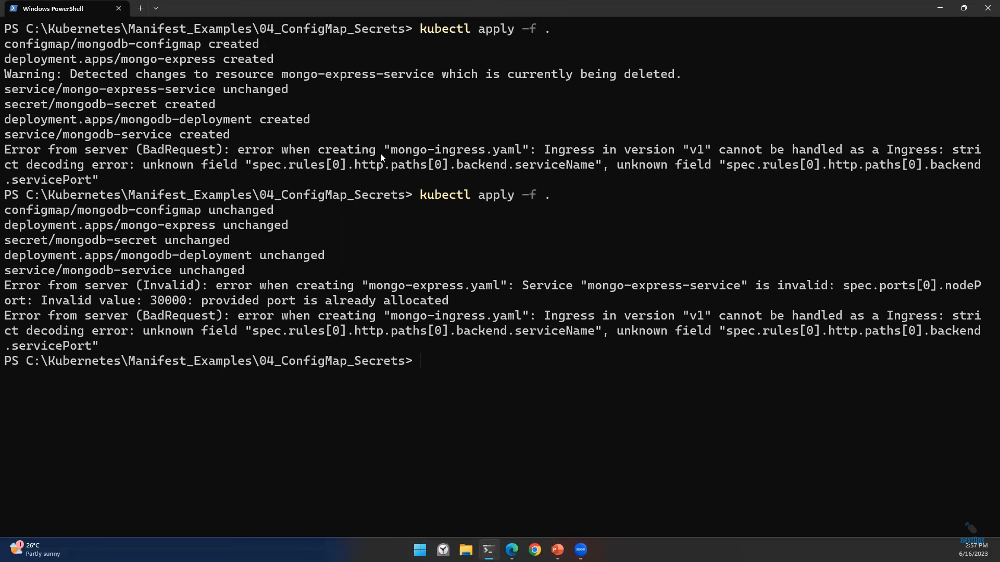 Windows PowerShell
PS C:\Kubernetes\Manifest_Examples\04_ConfigMap_Secrets> kubectl apply -f .
configmap/mongodb-configmap created
deployment.apps/mongo-express created
Warning: Detected changes to resource mongo-express-service which is currently being deleted.
service/mongo-express-service unchanged
secret/mongodb-secret created
deployment.apps/mongodb-deployment created
service/mongodb-service created
Error from server (BadRequest): error when creating "mongo-ingress.yaml": Ingress in version "v1" cannot be handled as a Ingress: stri
ct decoding error: unknown field "spec.rules[0].http.paths[0].backend.serviceName", unknown field "spec.rules[0].http.paths[0].backend
.servicePort"
PS C:\Kubernetes\Manifest_Examples\04_ConfigMap_Secrets> kubectl apply -f .
configmap/mongodb-configmap unchanged
deployment.apps/mongo-express unchanged
secret/mongodb-secret unchanged
deployment.apps/mongodb-deployment unchanged
service/mongodb-service unchanged
Error from server (Invalid): error when creating "mongo-express.yaml": Service "mongo-express-service" is invalid: spec.ports[0].nodeP
ort: Invalid value: 30000: provided port is already allocated
Error from server (BadRequest): error when creating "mongo-ingress.yaml": Ingress in version "v1" cannot be handled as a Ingress: stri
ct decoding error: unknown field "spec.rules[0].http.paths[0].backend.serviceName", unknown field "spec.rules[0].http.paths[0].backend
.servicePort"
PS C:\Kubernetes\Manifest_Examples\04_ConfigMap_Secrets>
nextOps
1
26°C
Partly sunny
zoom
2:57 PM
6/16/2023